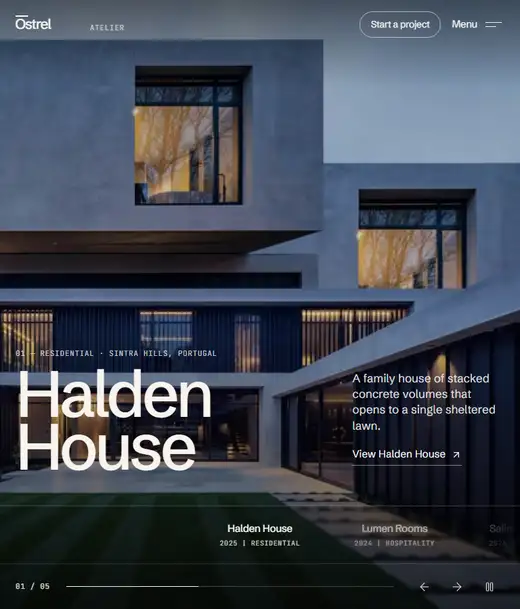 Ōstrel
ATELIER
Start a project
Menu
01 — RESIDENTIAL · SINTRA HILLS, PORTUGAL
Halden
House
A family house of stacked
concrete volumes that
opens to a single sheltered
lawn.
View Halden House ↗
Halden House
2025 | RESIDENTIAL
Lumen Rooms
2024 | HOSPITALITY
01 / 05